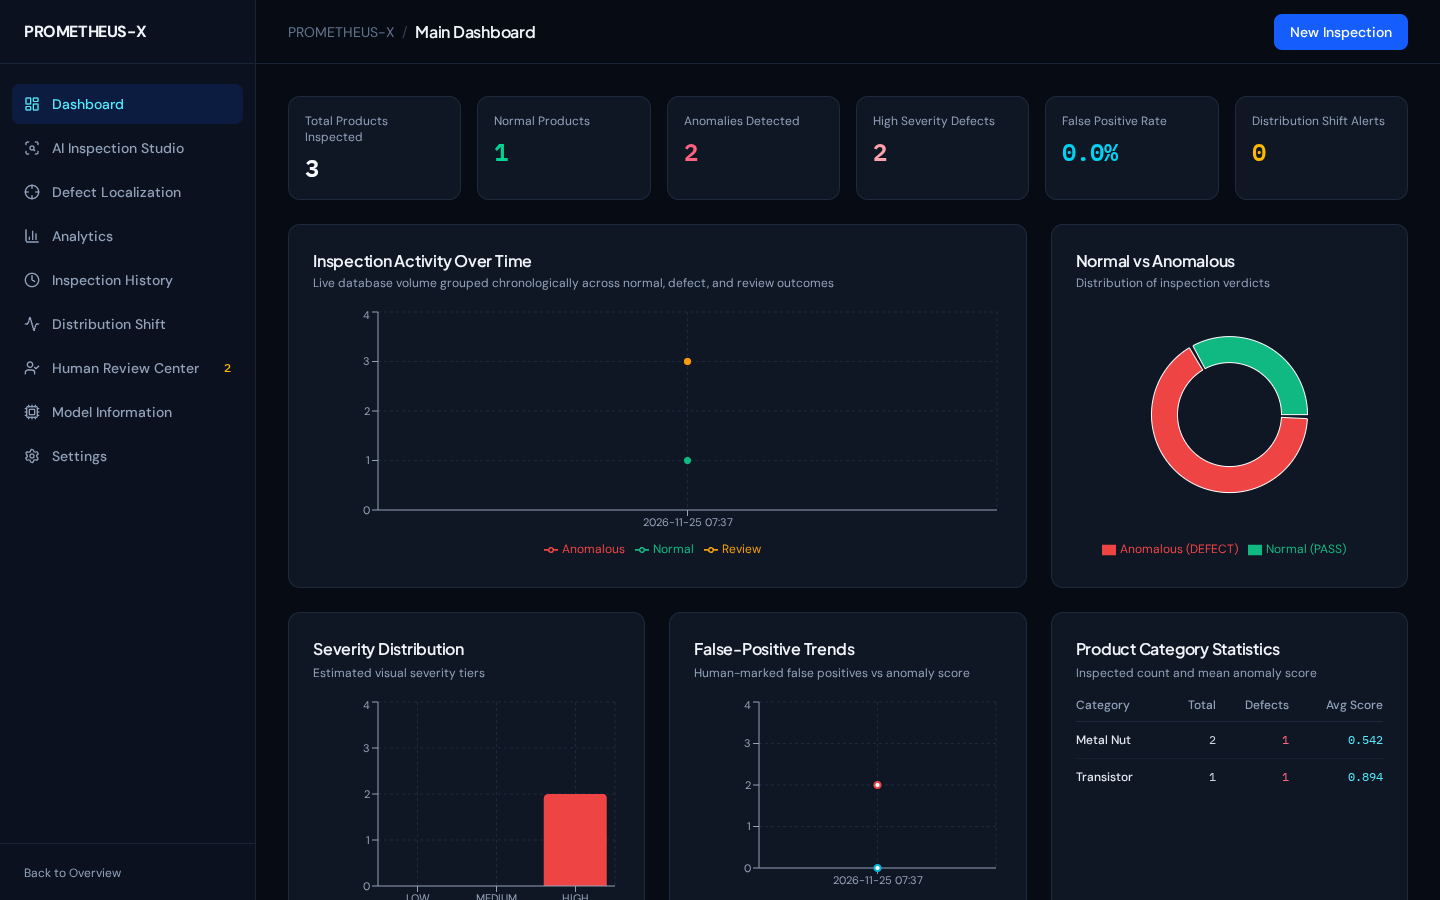 PROMETHEUS-X
PROMETHEUS-X / Main Dashboard
New Inspection
Dashboard
AI Inspection Studio
Defect Localization
Analytics
Inspection History
Distribution Shift
Human Review Center 2
Model Information
Settings
Back to Overview
Total Products
Inspected
3
Normal Products
1
Anomalies Detected
2
High Severity Defects
2
False Positive Rate
0.0%
Distribution Shift Alerts
0
Inspection Activity Over Time
Live database volume grouped chronologically across normal, defect, and review outcomes
4
3
2
1
0
2026-11-25 07:37
Anomalous Normal Review
Normal vs Anomalous
Distribution of inspection verdicts
Anomalous (DEFECT) Normal (PASS)
Severity Distribution
Estimated visual severity tiers
4
3
2
1
0
LOW MEDIUM HIGH
False-Positive Trends
Human-marked false positives vs anomaly score
4
3
2
1
0
2026-11-25 07:37
Product Category Statistics
Inspected count and mean anomaly score
Category Total Defects Avg Score
Metal Nut 2 1 0.542
Transistor 1 1 0.894